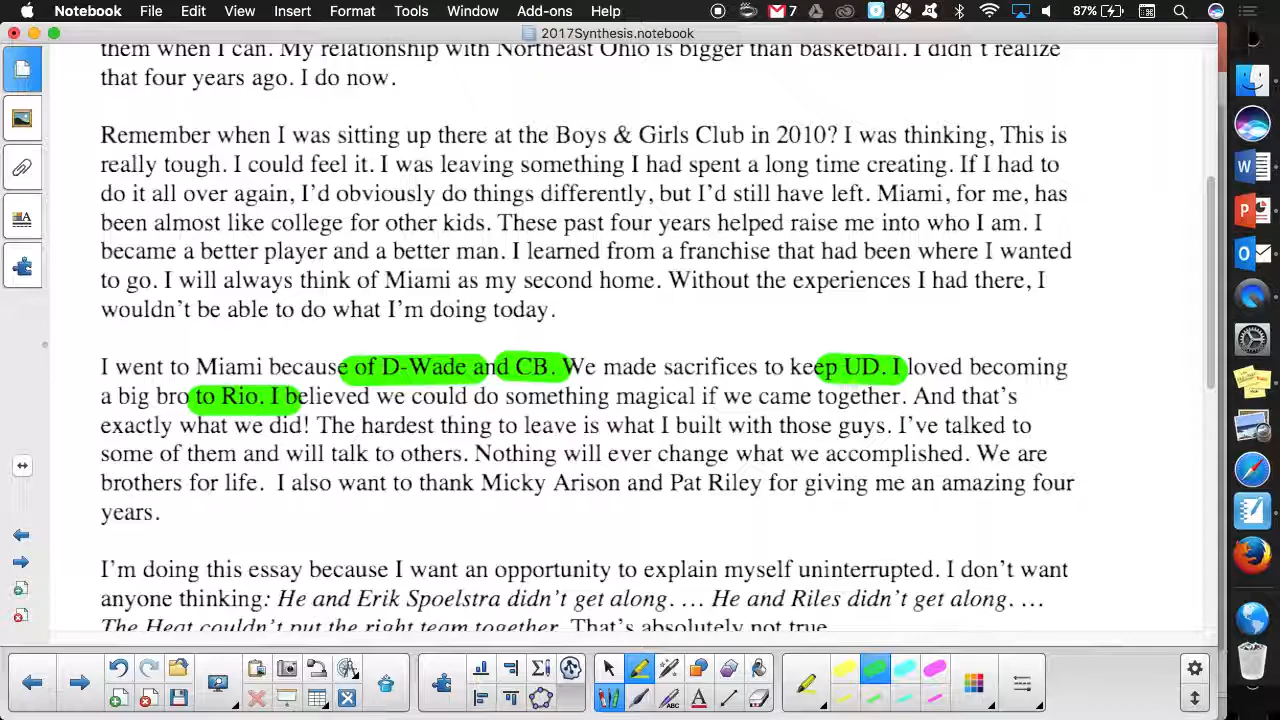 Notebook File Edit View Insert Format Tools Window Add-ons Help 7 87%
2017Synthesis.notebook
them when I can. My relationship with Northeast Ohio is bigger than basketball. I didn't realize
that four years ago. I do now.
Remember when I was sitting up there at the Boys & Girls Club in 2010? I was thinking, This is
really tough. I could feel it. I was leaving something I had spent a long time creating. If I had to
do it all over again, I'd obviously do things differently, but I'd still have left. Miami, for me, has
been almost like college for other kids. These past four years helped raise me into who I am. I
became a better player and a better man. I learned from a franchise that had been where I wanted
to go. I will always think of Miami as my second home. Without the experiences I had there, I
wouldn't be able to do what I'm doing today.
I went to Miami because of D-Wade and CB. We made sacrifices to keep UD. I loved becoming
a big bro to Rio. I believed we could do something magical if we came together. And that's
exactly what we did! The hardest thing to leave is what I built with those guys. I've talked to
some of them and will talk to others. Nothing will ever change what we accomplished. We are
brothers for life.  I also want to thank Micky Arison and Pat Riley for giving me an amazing four
years.
I'm doing this essay because I want an opportunity to explain myself uninterrupted. I don't want
anyone thinking: He and Erik Spoelstra didn't get along. … He and Riles didn't get along. …
The Heat couldn't put the right team together. That's absolutely not true.